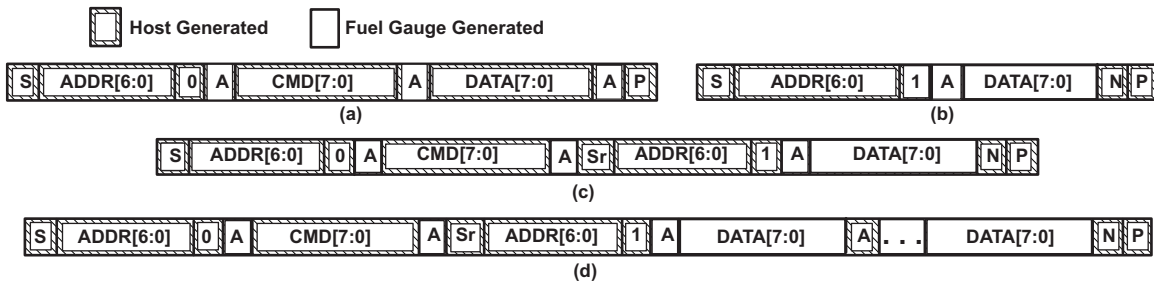 Host Generated Fuel Gauge Generated
S ADDR[6:0] 0 A CMD[7:0] A DATA[7:0] A P S ADDR[6:0] 1 A DATA[7:0] N P
(a) (b)
S ADDR[6:0] 0 A CMD[7:0] A Sr ADDR[6:0] 1 A DATA[7:0] N P
(c)
S ADDR[6:0] 0 A CMD[7:0] A Sr ADDR[6:0] 1 A DATA[7:0] A ... DATA[7:0] N P
(d)